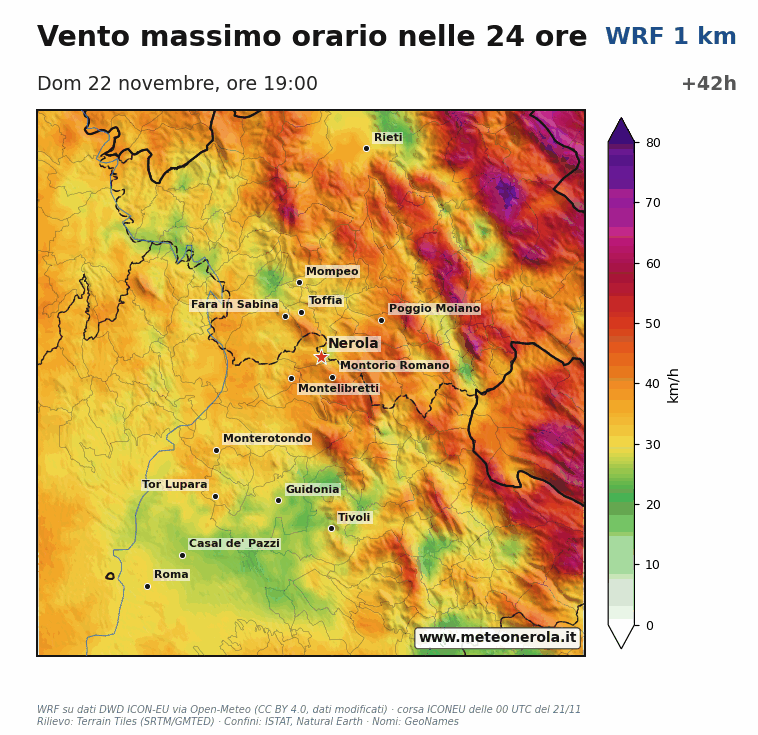 Vento massimo orario nelle 24 ore WRF 1 km
Dom 22 novembre, ore 19:00 +42h
Rieti
Mompeo
Toffia
Fara in Sabina
Poggio Moiano
Nerola
Montorio Romano
Montelibretti
Monterotondo
Tor Lupara
Guidonia
Tivoli
Casal de' Pazzi
Roma
www.meteonerola.it
80
70
60
50
40
30
20
10
0
km/h
WRF su dati DWD ICON-EU via Open-Meteo (CC BY 4.0, dati modificati) · corsa ICONEU delle 00 UTC del 21/11
Rilievo: Terrain Tiles (SRTM/GMTED) · Confini: ISTAT, Natural Earth · Nomi: GeoNames